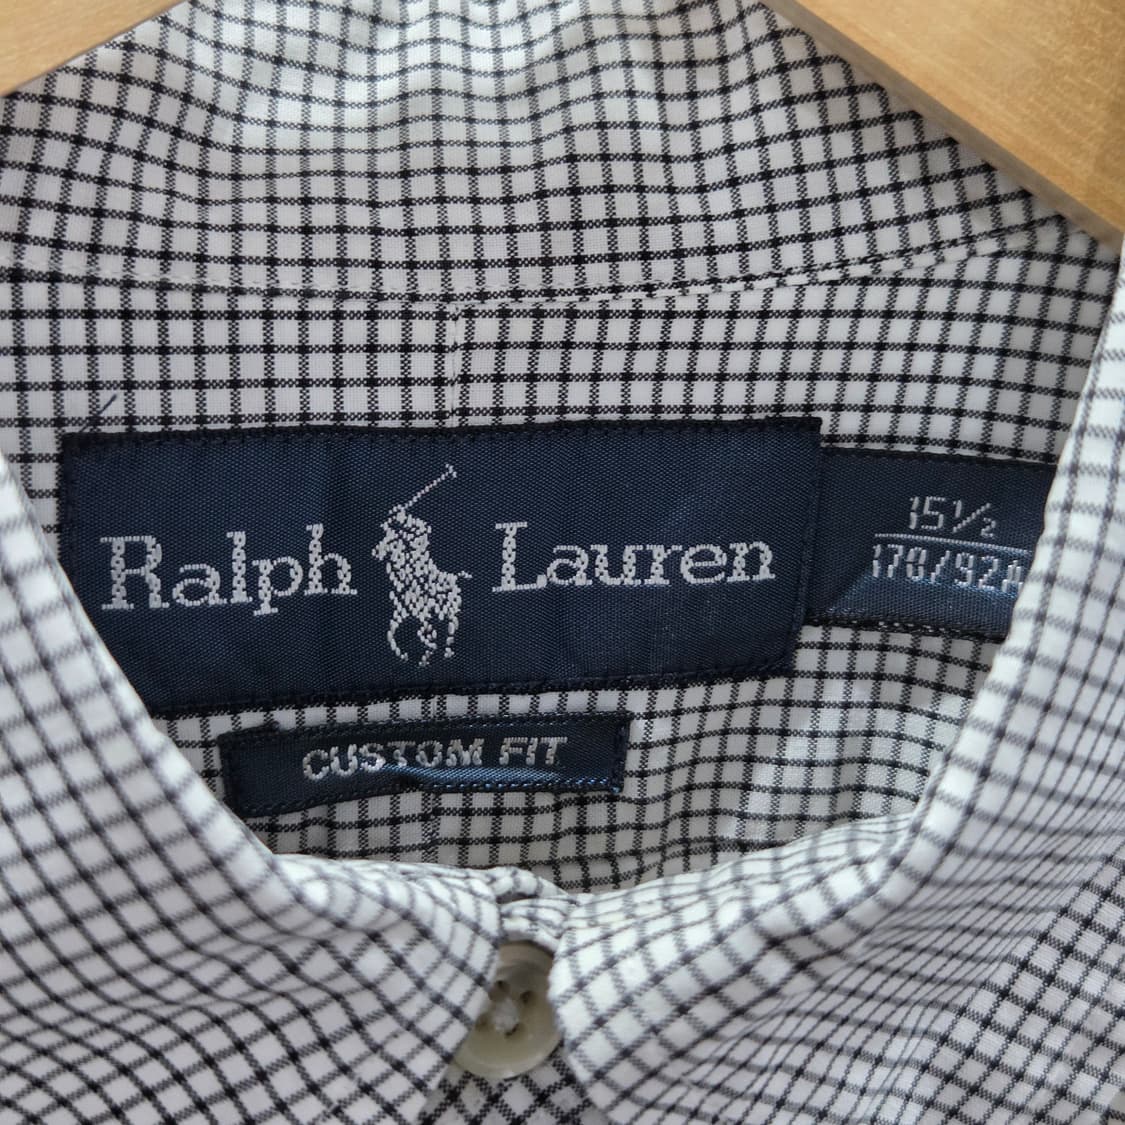 Ralph Lauren
15½
170/92A
CUSTOM FIT